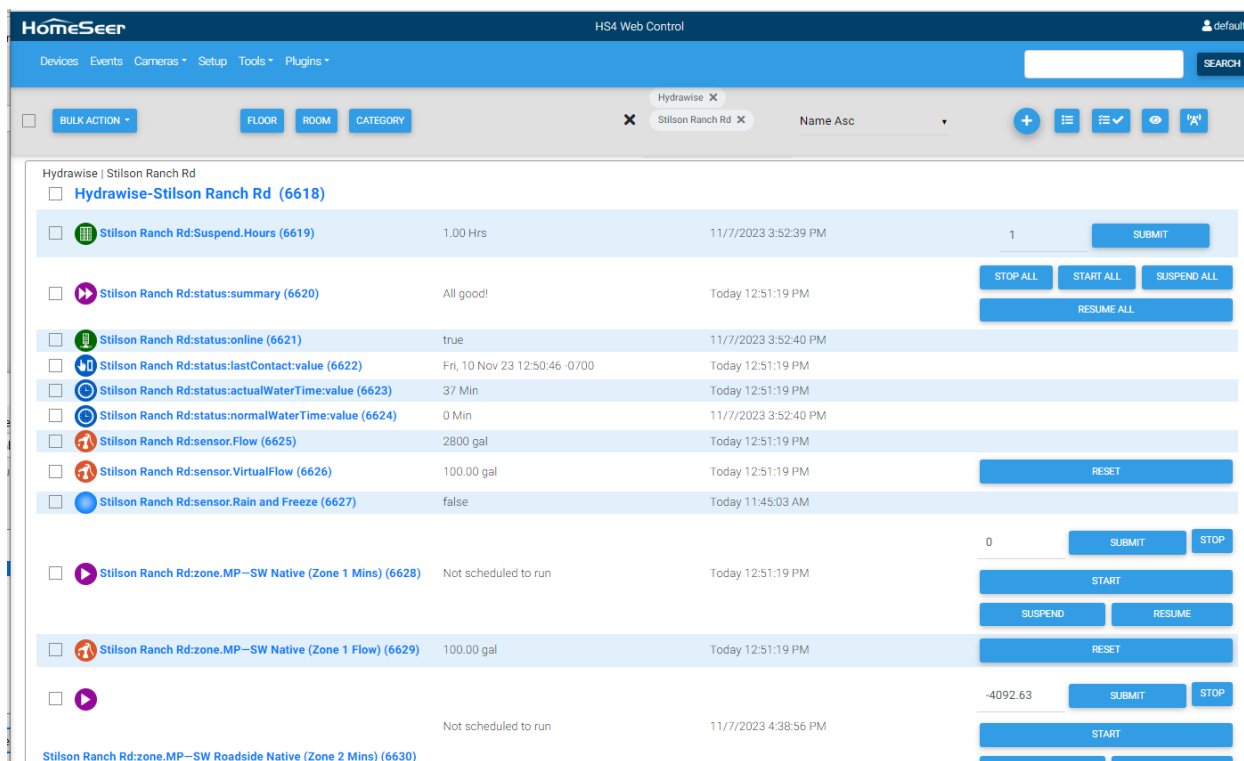 HomeSeer HS4 Web Control default
Devices Events Cameras Setup Tools Plugins SEARCH
Hydrawise ✕
BULK ACTION FLOOR ROOM CATEGORY ✕ Stilson Ranch Rd ✕ Name Asc
Hydrawise | Stilson Ranch Rd
Hydrawise-Stilson Ranch Rd (6618)
Stilson Ranch Rd:Suspend.Hours (6619) 1.00 Hrs 11/7/2023 3:52:39 PM 1 SUBMIT
STOP ALL START ALL SUSPEND ALL
Stilson Ranch Rd:status:summary (6620) All good! Today 12:51:19 PM
RESUME ALL
Stilson Ranch Rd:status:online (6621) true 11/7/2023 3:52:40 PM
Stilson Ranch Rd:status:lastContact:value (6622) Fri, 10 Nov 23 12:50:46 -0700 Today 12:51:19 PM
Stilson Ranch Rd:status:actualWaterTime:value (6623) 37 Min Today 12:51:19 PM
Stilson Ranch Rd:status:normalWaterTime:value (6624) 0 Min 11/7/2023 3:52:40 PM
Stilson Ranch Rd:sensor.Flow (6625) 2800 gal Today 12:51:19 PM
Stilson Ranch Rd:sensor.VirtualFlow (6626) 100.00 gal Today 12:51:19 PM RESET
Stilson Ranch Rd:sensor.Rain and Freeze (6627) false Today 11:45:03 AM
0 SUBMIT STOP
Stilson Ranch Rd:zone.MP—SW Native (Zone 1 Mins) (6628) Not scheduled to run Today 12:51:19 PM
START
SUSPEND RESUME
Stilson Ranch Rd:zone.MP—SW Native (Zone 1 Flow) (6629) 100.00 gal Today 12:51:19 PM RESET
-4092.63 SUBMIT STOP
Not scheduled to run 11/7/2023 4:38:56 PM
START
Stilson Ranch Rd:zone.MP—SW Roadside Native (Zone 2 Mins) (6630)